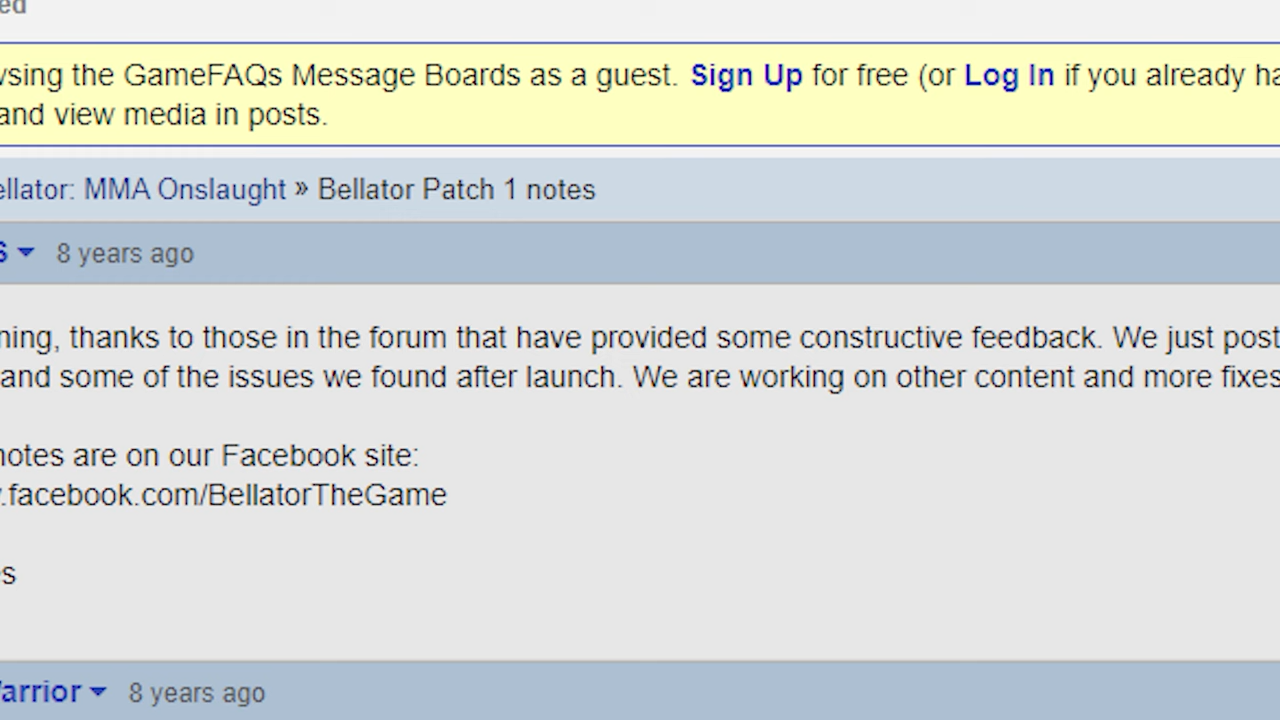 ed
wsing the GameFAQs Message Boards as a guest. Sign Up for free (or Log In if you already ha
and view media in posts.
ellator: MMA Onslaught » Bellator Patch 1 notes
S 8 years ago
ning, thanks to those in the forum that have provided some constructive feedback. We just post
and some of the issues we found after launch. We are working on other content and more fixes
notes are on our Facebook site:
.facebook.com/BellatorTheGame
es
Warrior 8 years ago